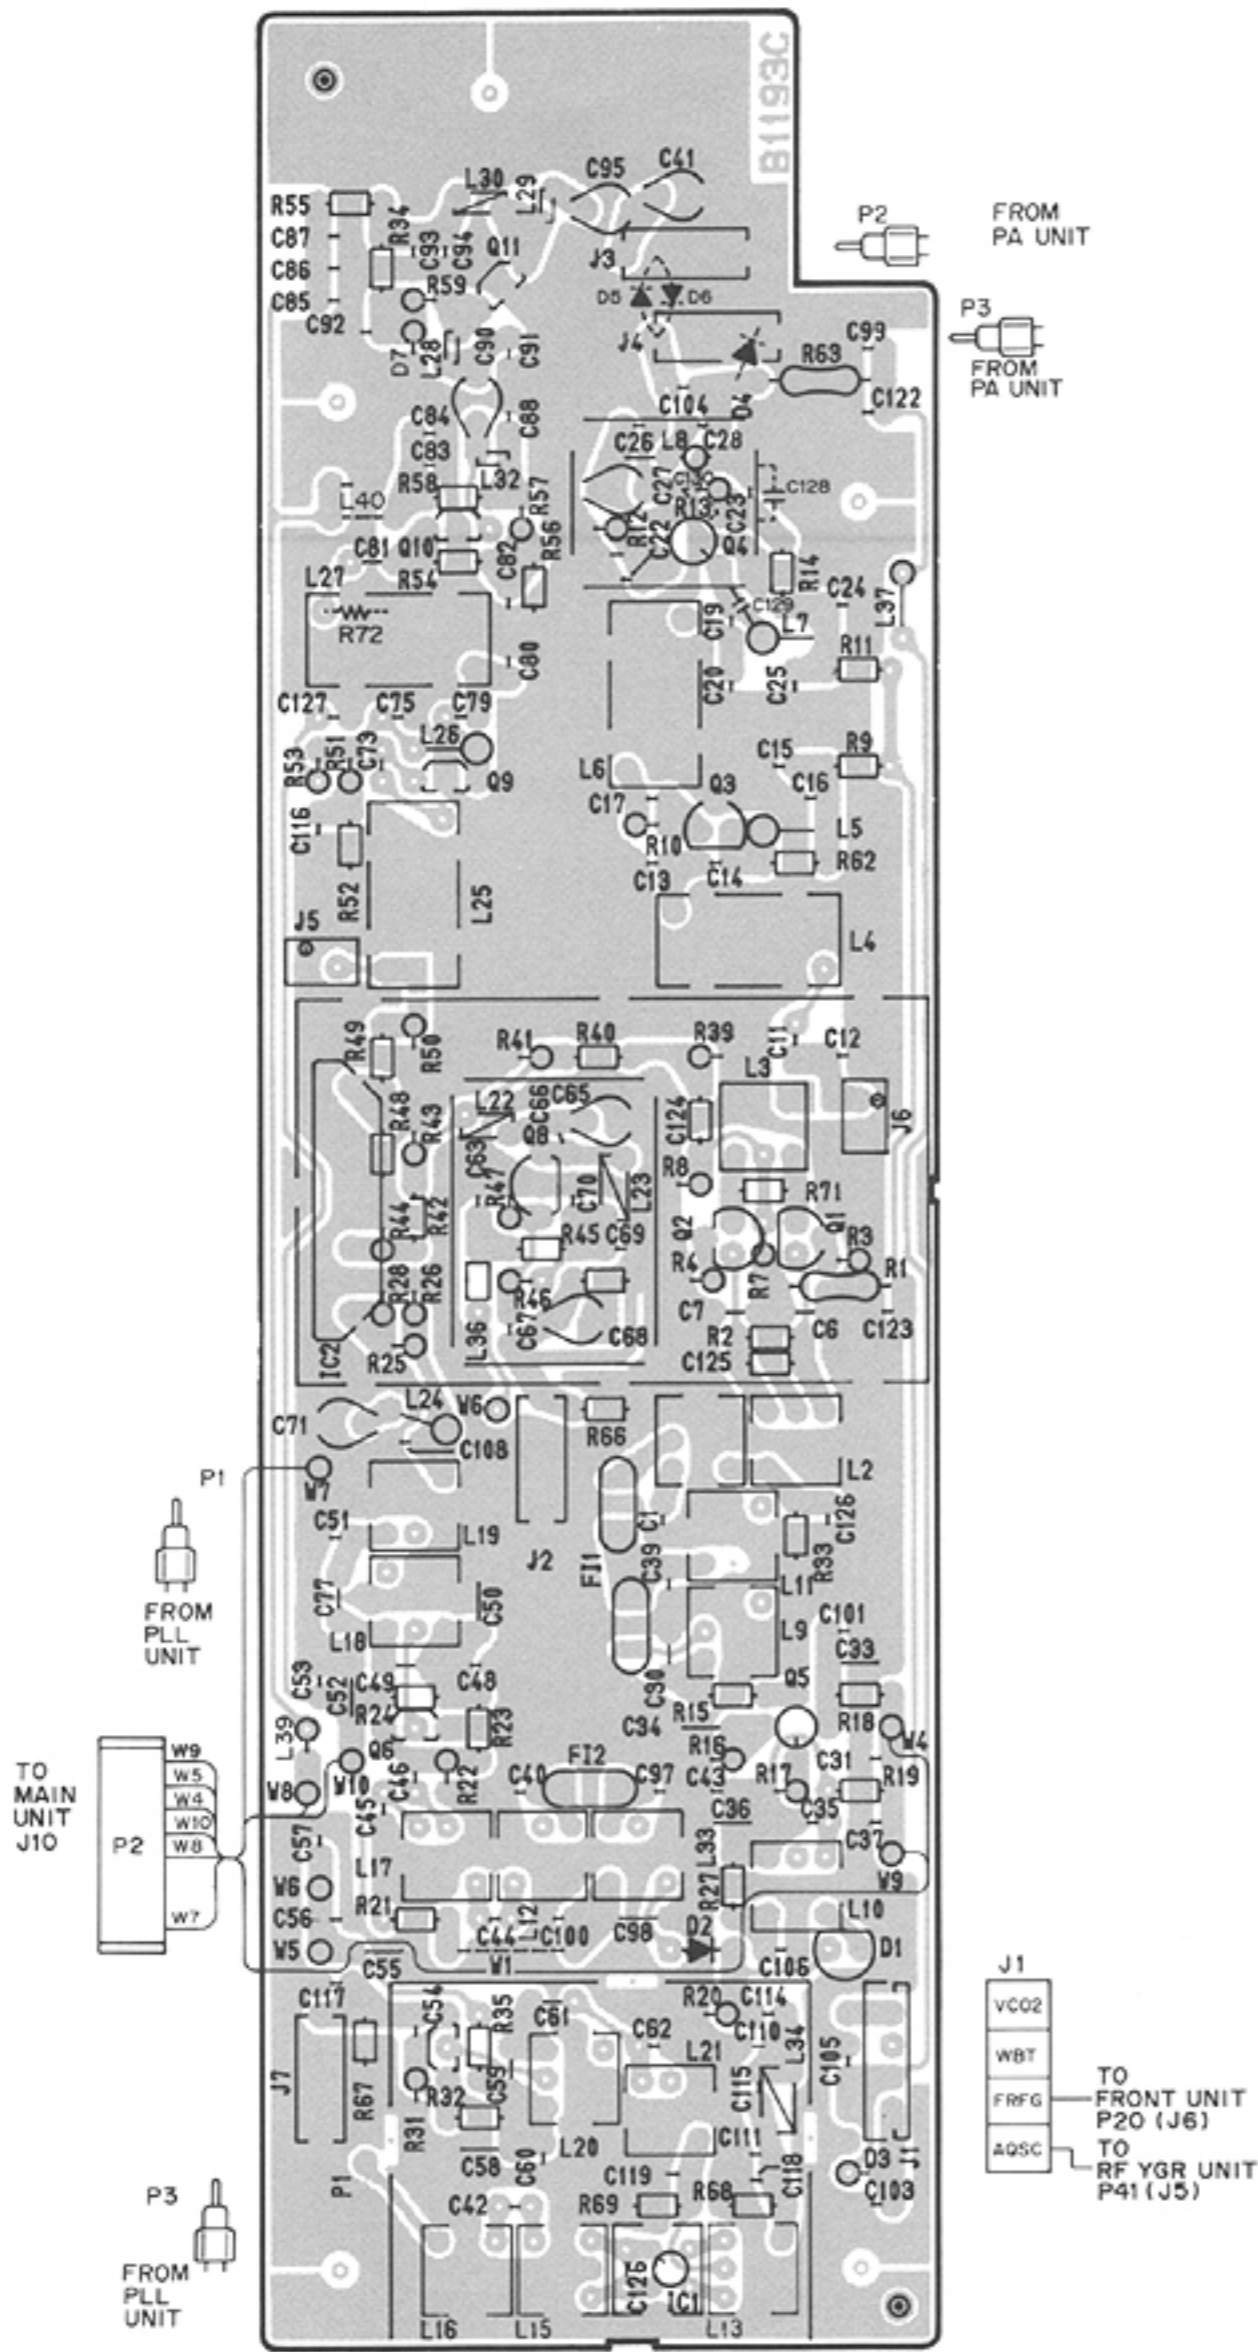 B1193C
C95
C41
L30
L29
R55
R34
C87
C93
C94
Q11
C86
R59
J3
C85
D5
D6
C92
D7
L28
C90
C91
J4
D4
R63
C99
C122
C104
C84
C88
C83
C26
L8
C28
R58
L32
R57
C27
R13
C23
C128
L40
R12
C22
Q4
C81
Q10
C82
R56
R14
R54
L27
C24
L37
R72
C19
C129
L7
R11
C80
C20
C25
C127
C75
C79
L26
R53
R51
C73
Q9
C15
R9
L6
Q3
C16
C17
C116
R10
L5
R62
C13
C14
R52
L25
J5
L4
R49
R50
R41
R40
R39
C11
C12
L3
J6
R48
R43
L22
C66
C65
Q8
C63
C124
R8
R71
R47
C70
L23
R44
R42
R45
C69
Q2
Q1
R3
R4
R7
R1
R28
R26
R46
C7
C6
C123
C67
C68
R2
L36
C125
IC2
R25
C71
L24
W6
R66
C108
L2
W7
C51
L19
C1
C126
J2
FI1
C39
R33
L11
C77
C50
L18
L9
C101
C33
C53
C52
C49
C48
C30
Q5
R24
R23
R15
R18
C34
L39
Q6
R16
C31
W4
FI2
W10
R22
R17
R19
W8
C46
C40
C97
C43
C45
C36
C35
C37
C57
L17
L33
W9
W6
R27
L10
R21
L12
C56
C44
C100
C98
D2
D1
W5
C55
W1
C106
C117
C54
R35
C61
R20
C114
C62
C110
L34
L21
C105
J7
R67
R32
C59
C115
R31
L20
C111
C58
C60
C118
J1
D3
P1
C119
C103
C42
R69
R68
C126
IC1
L16
L15
L13
P2
FROM
PA UNIT
P3
FROM
PA UNIT
P1
FROM
PLL
UNIT
TO
MAIN
UNIT
J10
P2
W9
W5
W4
W10
W8
W7
P3
FROM
PLL
UNIT
J1
VCO2
WBT
FRFG
AQSC
TO
FRONT UNIT
P20 (J6)
TO
RF YGR UNIT
P41 (J5)